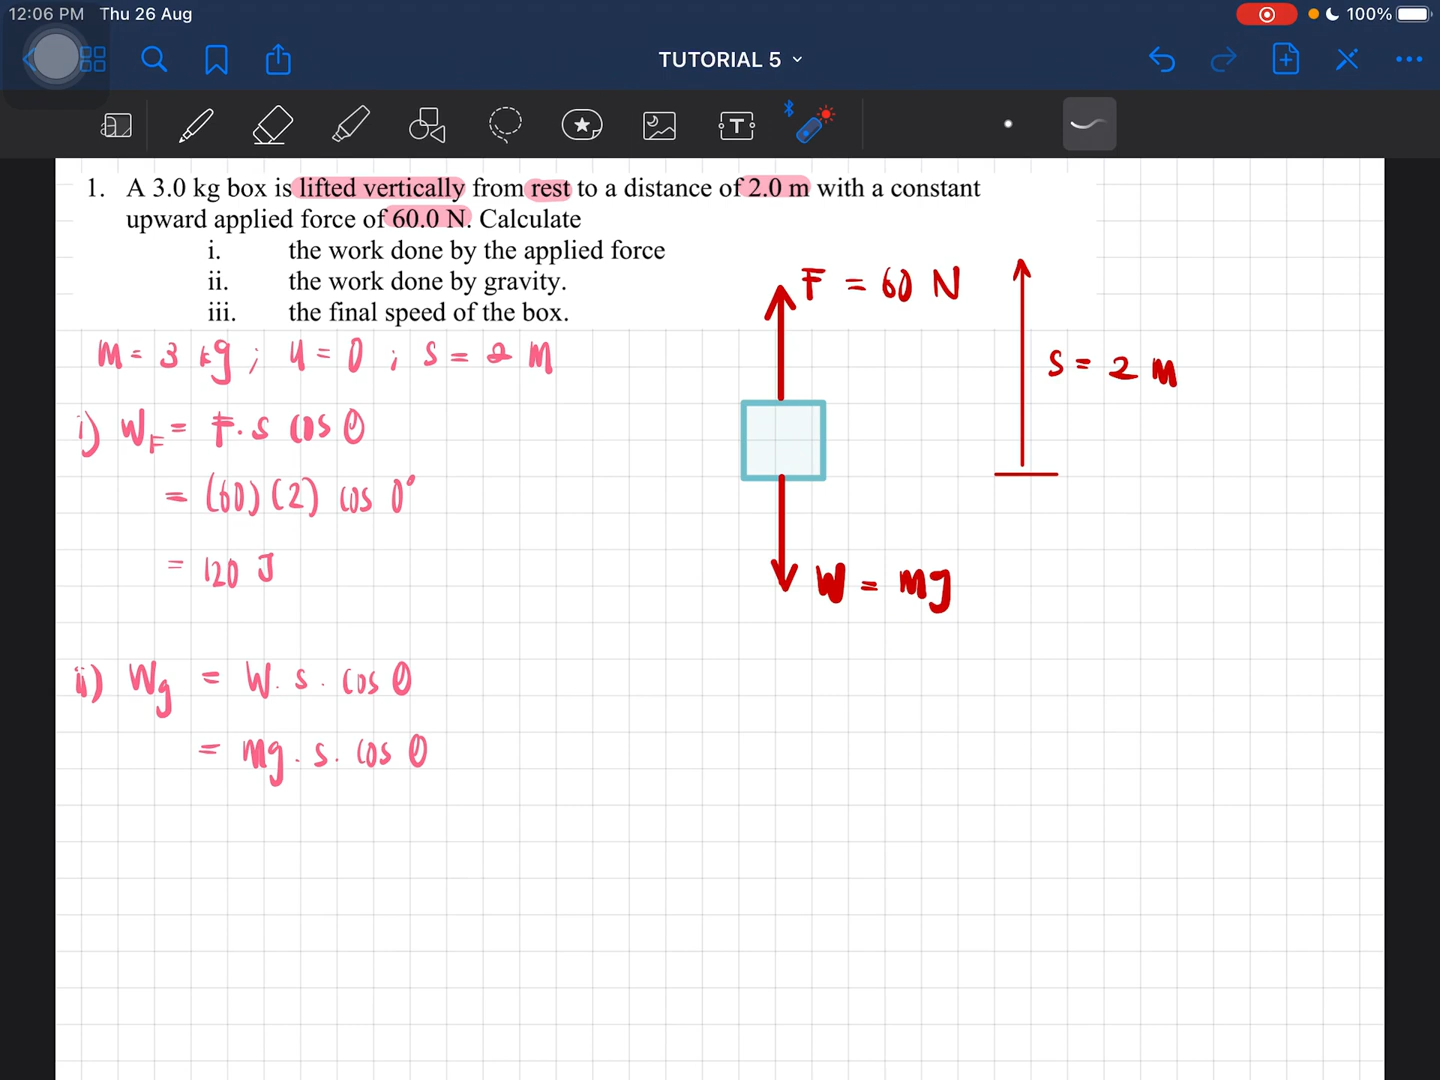 12:06 PM Thu 26 Aug 100%
TUTORIAL 5
T
1. A 3.0 kg box is lifted vertically from rest to a distance of 2.0 m with a constant
upward applied force of 60.0 N. Calculate
i. the work done by the applied force
ii. the work done by gravity.
iii. the final speed of the box.
m = 3 kg ; u = 0 ; s = 2 m
i) W_F = F. s cos θ
= (60) (2) cos 0°
= 120 J
ii) W_g = W. s. cos θ
= mg. s. cos θ
F = 60 N
s = 2 m
W = mg